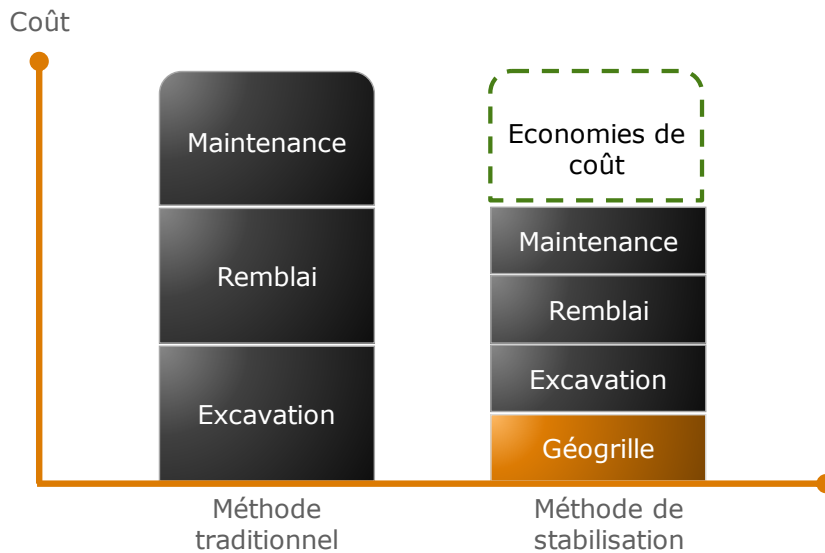 Coût
Maintenance
Remblai
Excavation
Economies de
coût
Maintenance
Remblai
Excavation
Géogrille
Méthode
traditionnel
Méthode de
stabilisation